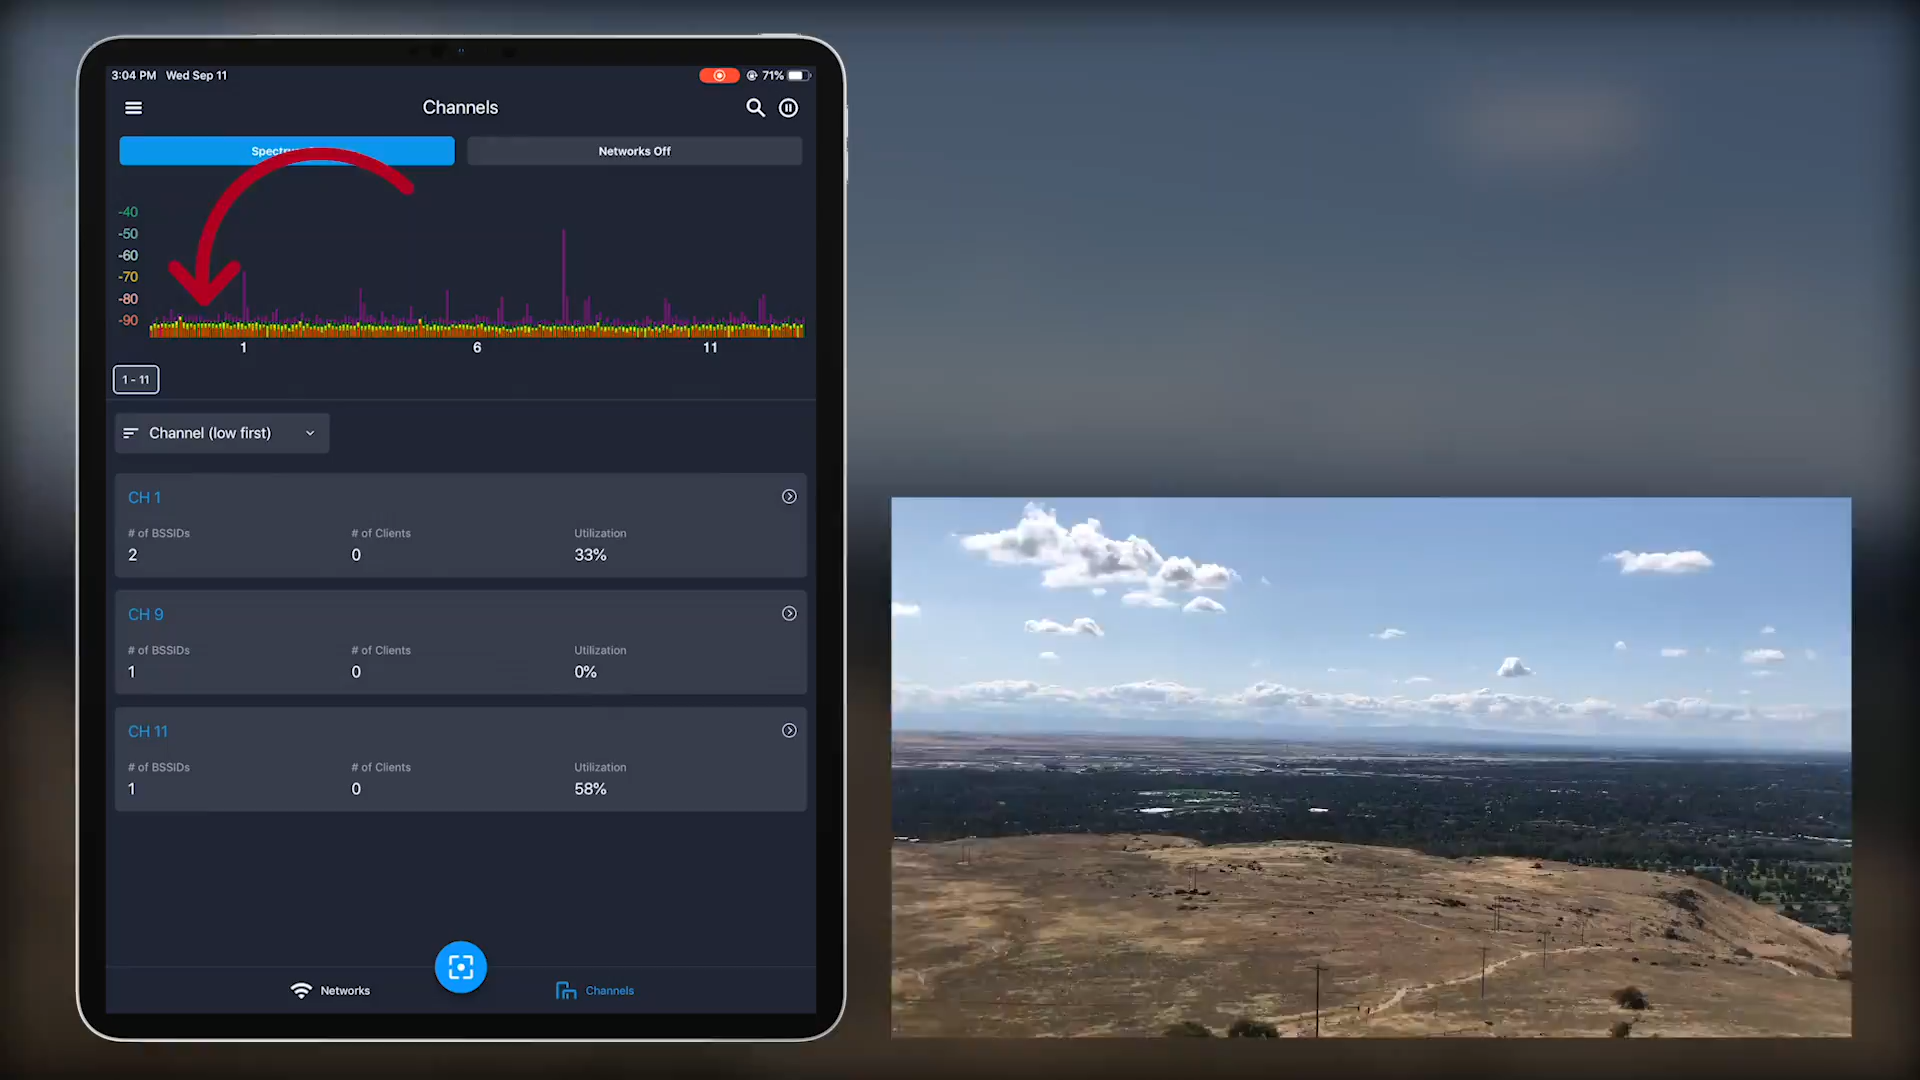 3:04 PM Wed Sep 11
71%
Channels
Networks Off
-40
-50
-60
-70
-80
-90
1 6 11
1 - 11
Channel (low first)
CH 1
# of BSSIDs # of Clients Utilization
2 0 33%
CH 9
# of BSSIDs # of Clients Utilization
1 0 0%
CH 11
# of BSSIDs # of Clients Utilization
1 0 58%
Networks
Channels